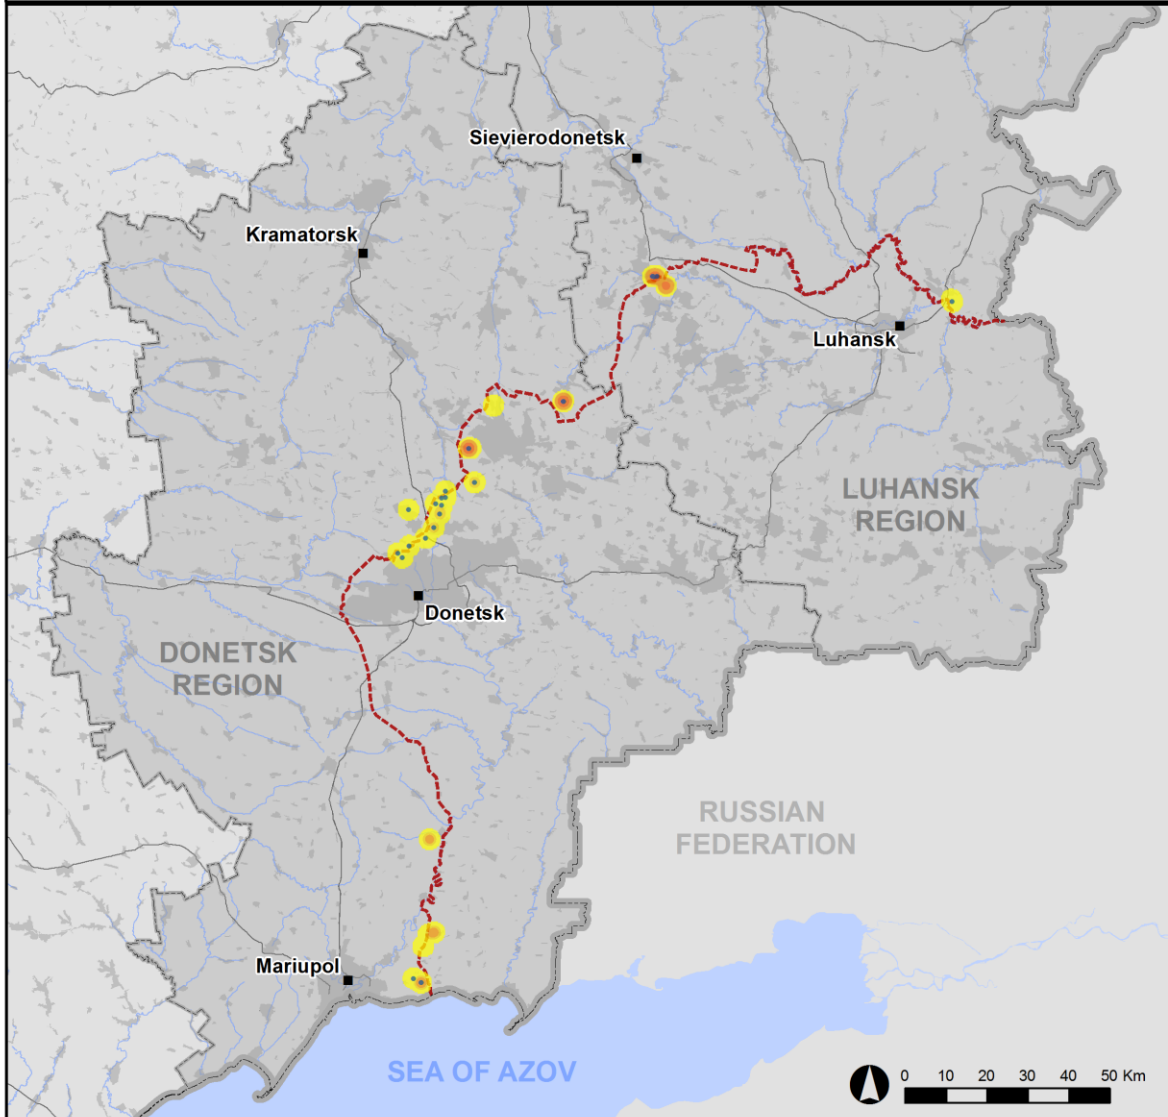 Sievierodonetsk
Kramatorsk
Luhansk
LUHANSK
REGION
Donetsk
DONETSK
REGION
RUSSIAN
FEDERATION
Mariupol
SEA OF AZOV
0 10 20 30 40 50 Km